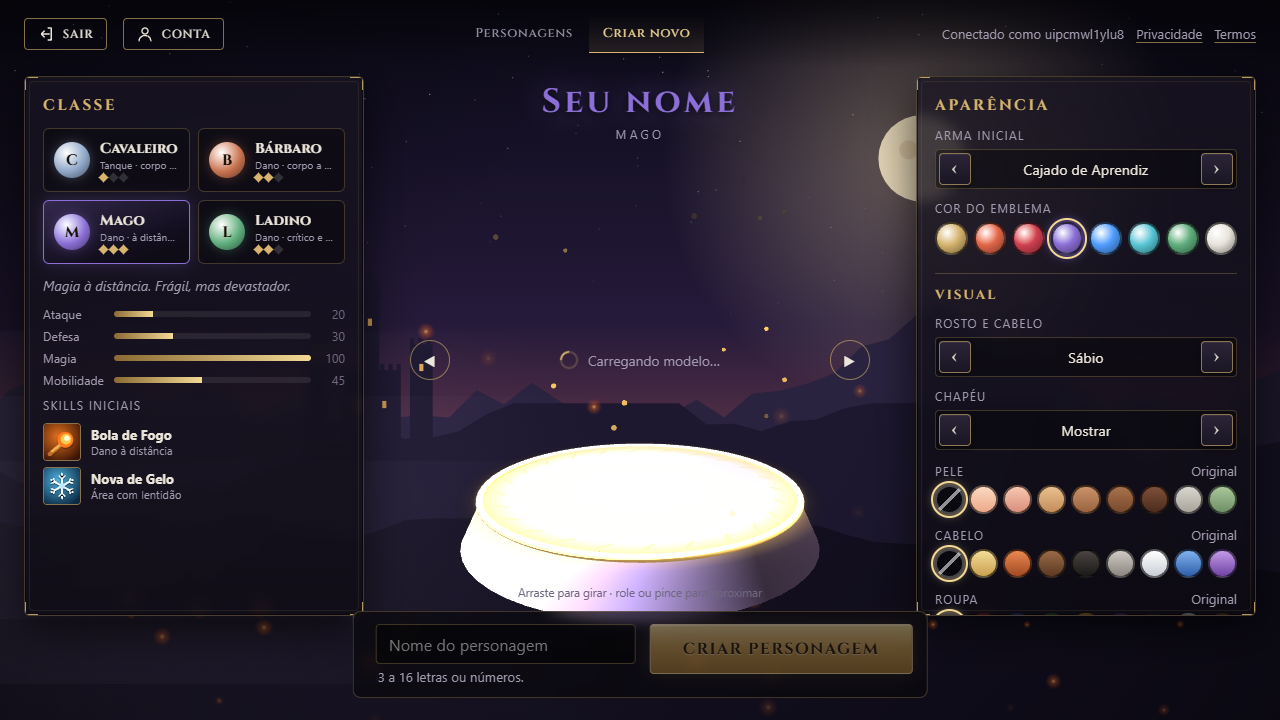 SAIR
CONTA
Personagens
Criar novo
Conectado como uipcmwl1ylu8
Privacidade
Termos
CLASSE
C
Cavaleiro
Tanque · corpo ...
B
Bárbaro
Dano · corpo a ...
M
Mago
Dano · à distân...
L
Ladino
Dano · crítico e ...
Magia à distância. Frágil, mas devastador.
Ataque 20
Defesa 30
Magia 100
Mobilidade 45
SKILLS INICIAIS
Bola de Fogo
Dano à distância
Nova de Gelo
Área com lentidão
Seu nome
MAGO
Carregando modelo...
Arraste para girar · role ou pince para aproximar
Nome do personagem
CRIAR PERSONAGEM
3 a 16 letras ou números.
APARÊNCIA
ARMA INICIAL
Cajado de Aprendiz
COR DO EMBLEMA
VISUAL
ROSTO E CABELO
Sábio
CHAPÉU
Mostrar
PELE Original
CABELO Original
ROUPA Original